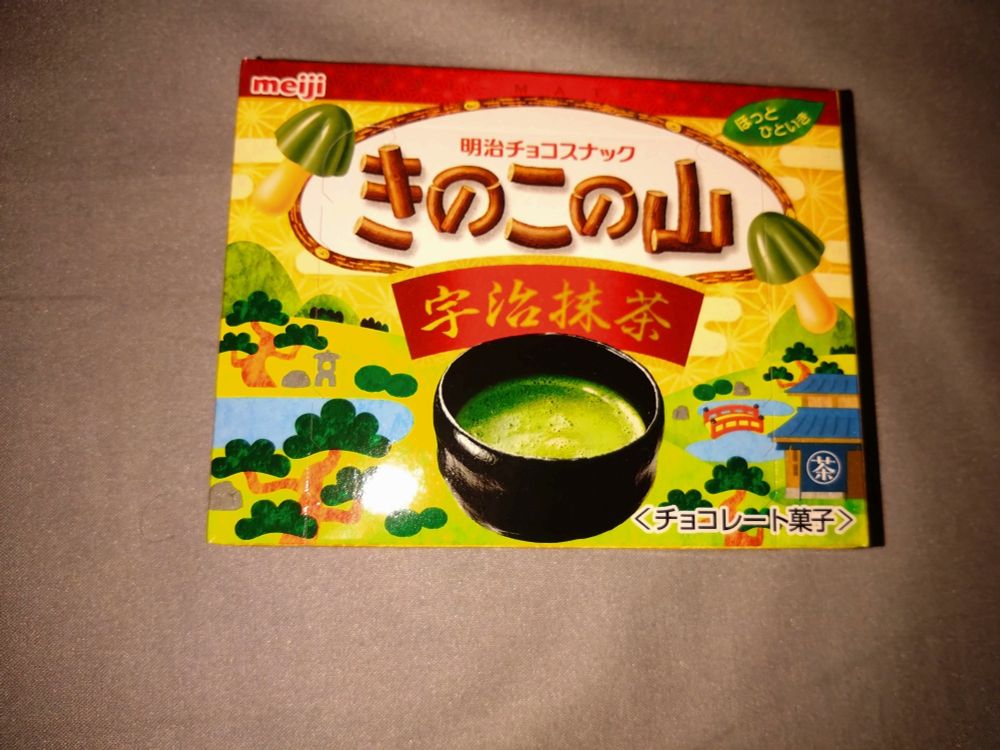 meiji
ほっと
ひといき
明治チョコスナック
きのこの山
宇治抹茶
茶
〈チョコレート菓子〉